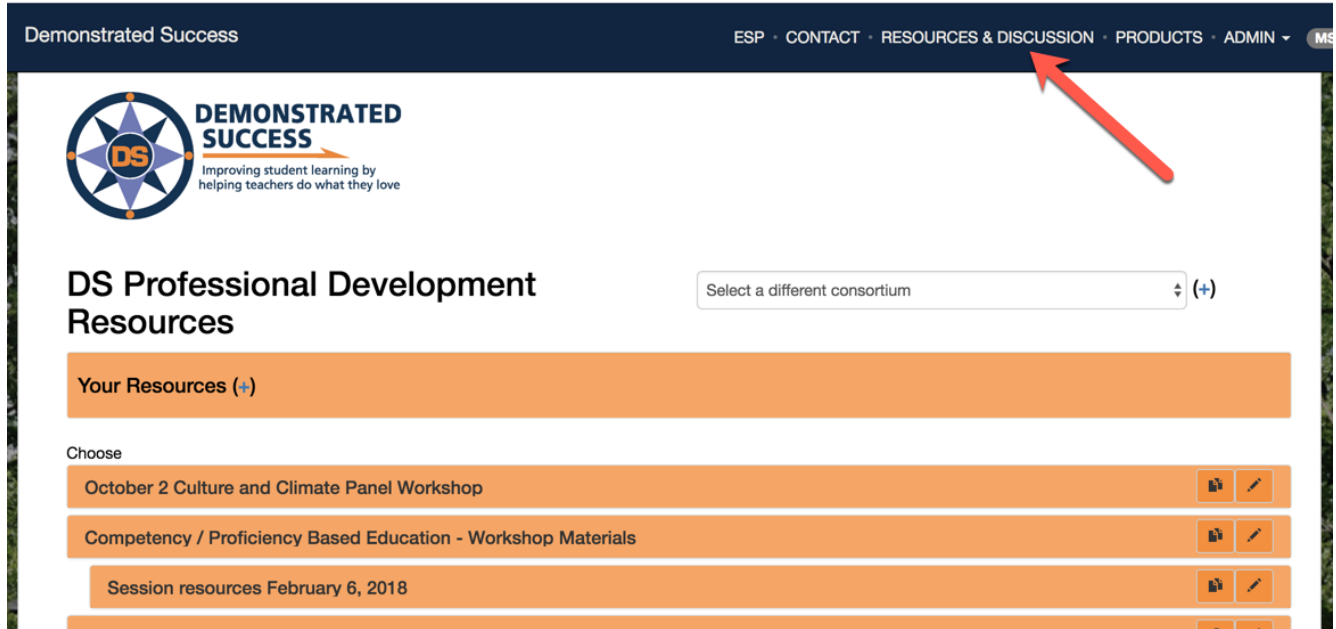 Demonstrated Success
ESP • CONTACT • RESOURCES & DISCUSSION • PRODUCTS • ADMIN
MS
DEMONSTRATED
SUCCESS
DS
Improving student learning by
helping teachers do what they love
DS Professional Development
Resources
Select a different consortium
(+)
Your Resources (+)
Choose
October 2 Culture and Climate Panel Workshop
Competency / Proficiency Based Education - Workshop Materials
Session resources February 6, 2018